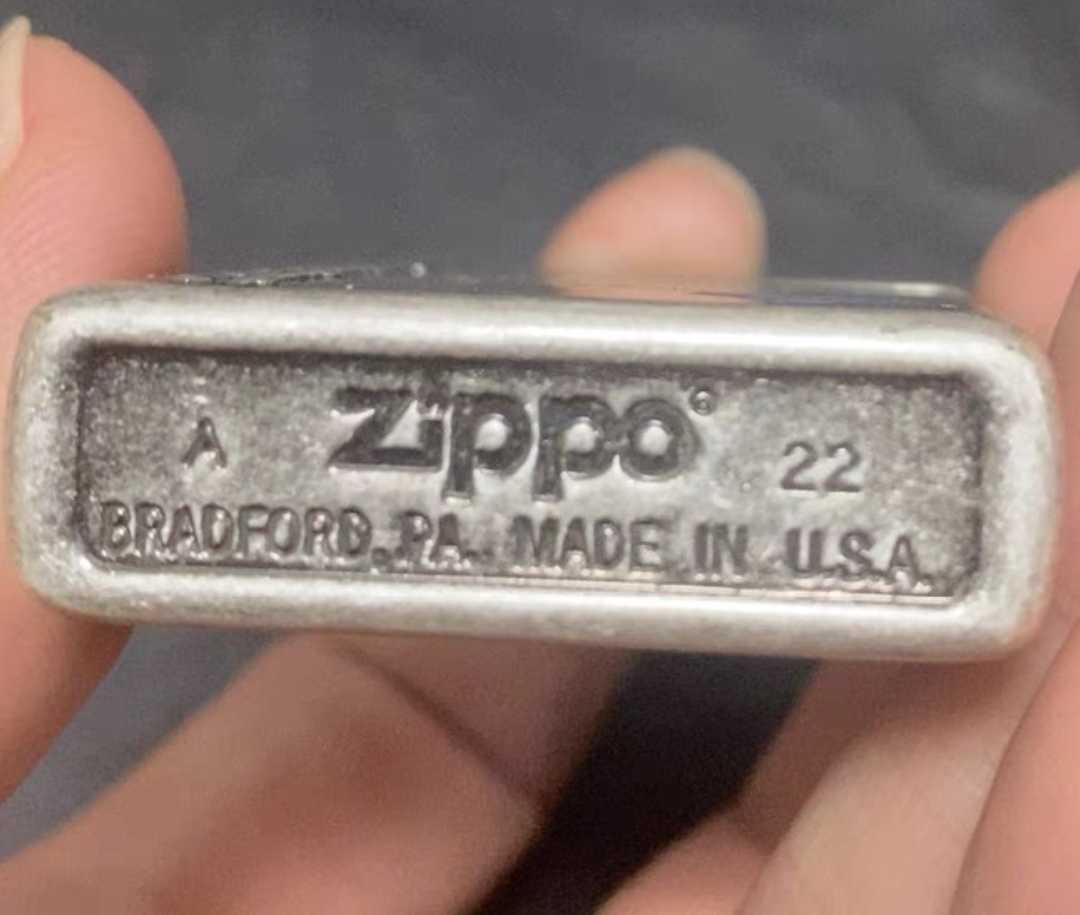 A Zippo® 22
BRADFORD, PA. MADE IN U.S.A.